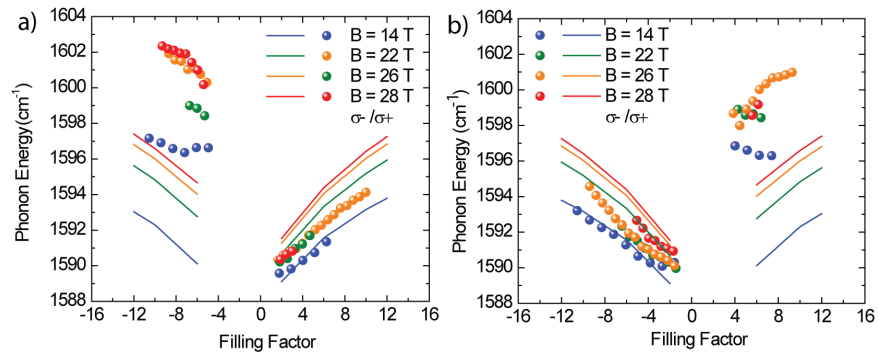 a)
1604
1602
1600
1598
1596
1594
1592
1590
1588
Phonon Energy (cm-1)
B = 14 T
B = 22 T
B = 26 T
B = 28 T
σ- /σ+
-16 -12 -8 -4 0 4 8 12 16
Filling Factor
b)
1604
1602
1600
1598
1596
1594
1592
1590
1588
Phonon Energy (cm-1)
B = 14 T
B = 22 T
B = 26 T
B = 28 T
σ- /σ+
-16 -12 -8 -4 0 4 8 12 16
Filling Factor